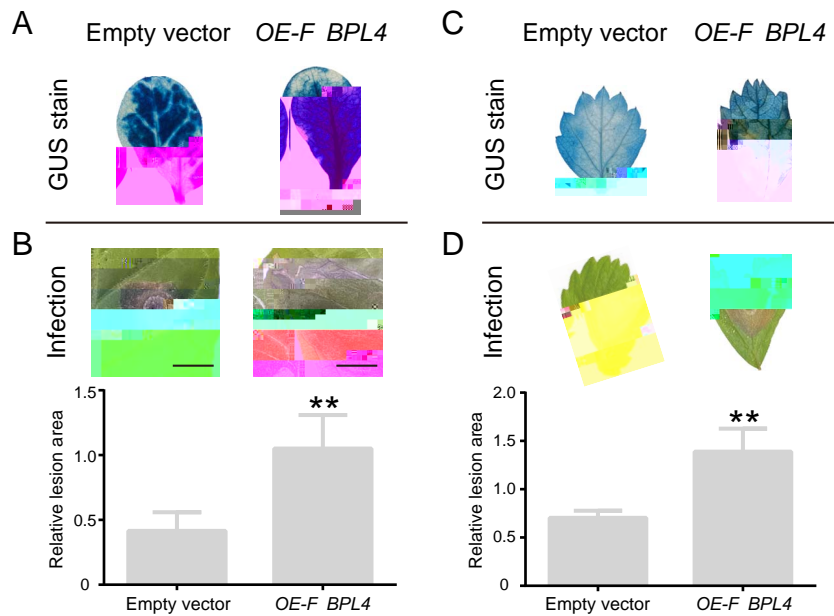 A
Empty vector OE-F BPL4
GUS stain
B
Infection
Relative lesion area
1.5
**
1.0
0.5
0
Empty vector OE-F BPL4
C
Empty vector OE-F BPL4
GUS stain
D
Infection
Relative lesion area
2.0
**
1.5
1.0
0.5
0
Empty vector OE-F BPL4